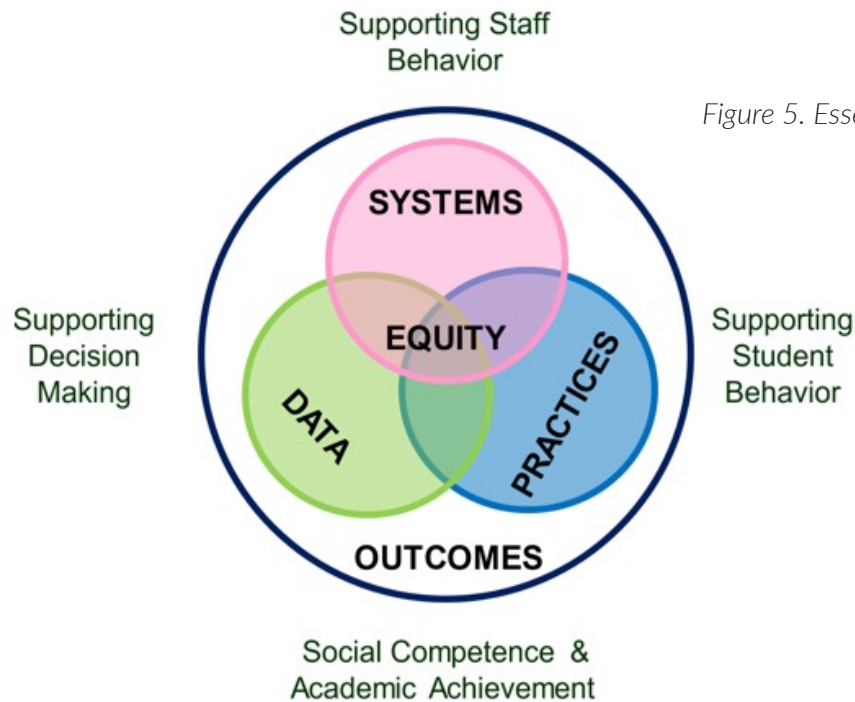 Supporting Staff
Behavior
Figure 5. Esse
SYSTEMS
Supporting
Decision
Making
EQUITY
Supporting
Student
Behavior
DATA
PRACTICES
OUTCOMES
Social Competence &
Academic Achievement